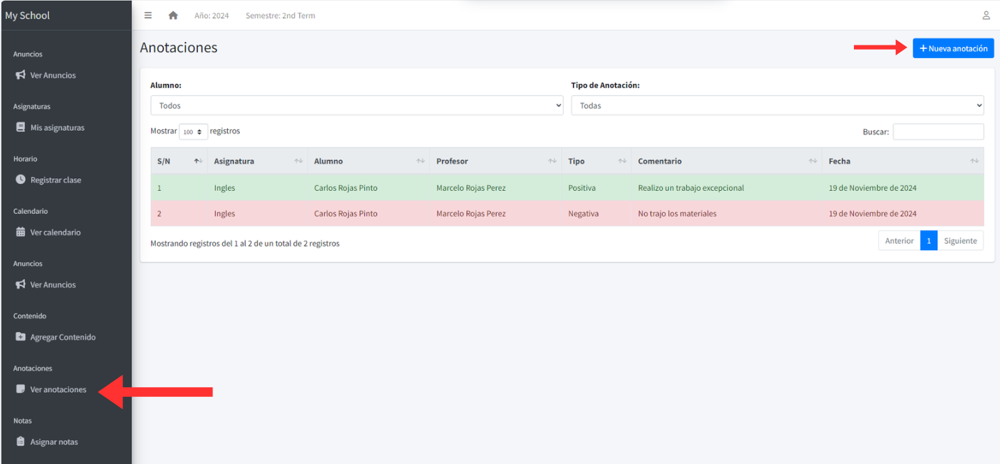 My School
Año: 2024 Semestre: 2nd Term
Anuncios
Ver Anuncios
Asignaturas
Mis asignaturas
Horario
Registrar clase
Calendario
Ver calendario
Anuncios
Ver Anuncios
Contenido
Agregar Contenido
Anotaciones
Ver anotaciones
Notas
Asignar notas
Anotaciones
+ Nueva anotación
Alumno: Tipo de Anotación:
Todos Todas
Mostrar 100 registros Buscar:
S/N Asignatura Alumno Profesor Tipo Comentario Fecha
1 Ingles Carlos Rojas Pinto Marcelo Rojas Perez Positiva Realizo un trabajo excepcional 19 de Noviembre de 2024
2 Ingles Carlos Rojas Pinto Marcelo Rojas Perez Negativa No trajo los materiales 19 de Noviembre de 2024
Mostrando registros del 1 al 2 de un total de 2 registros Anterior 1 Siguiente